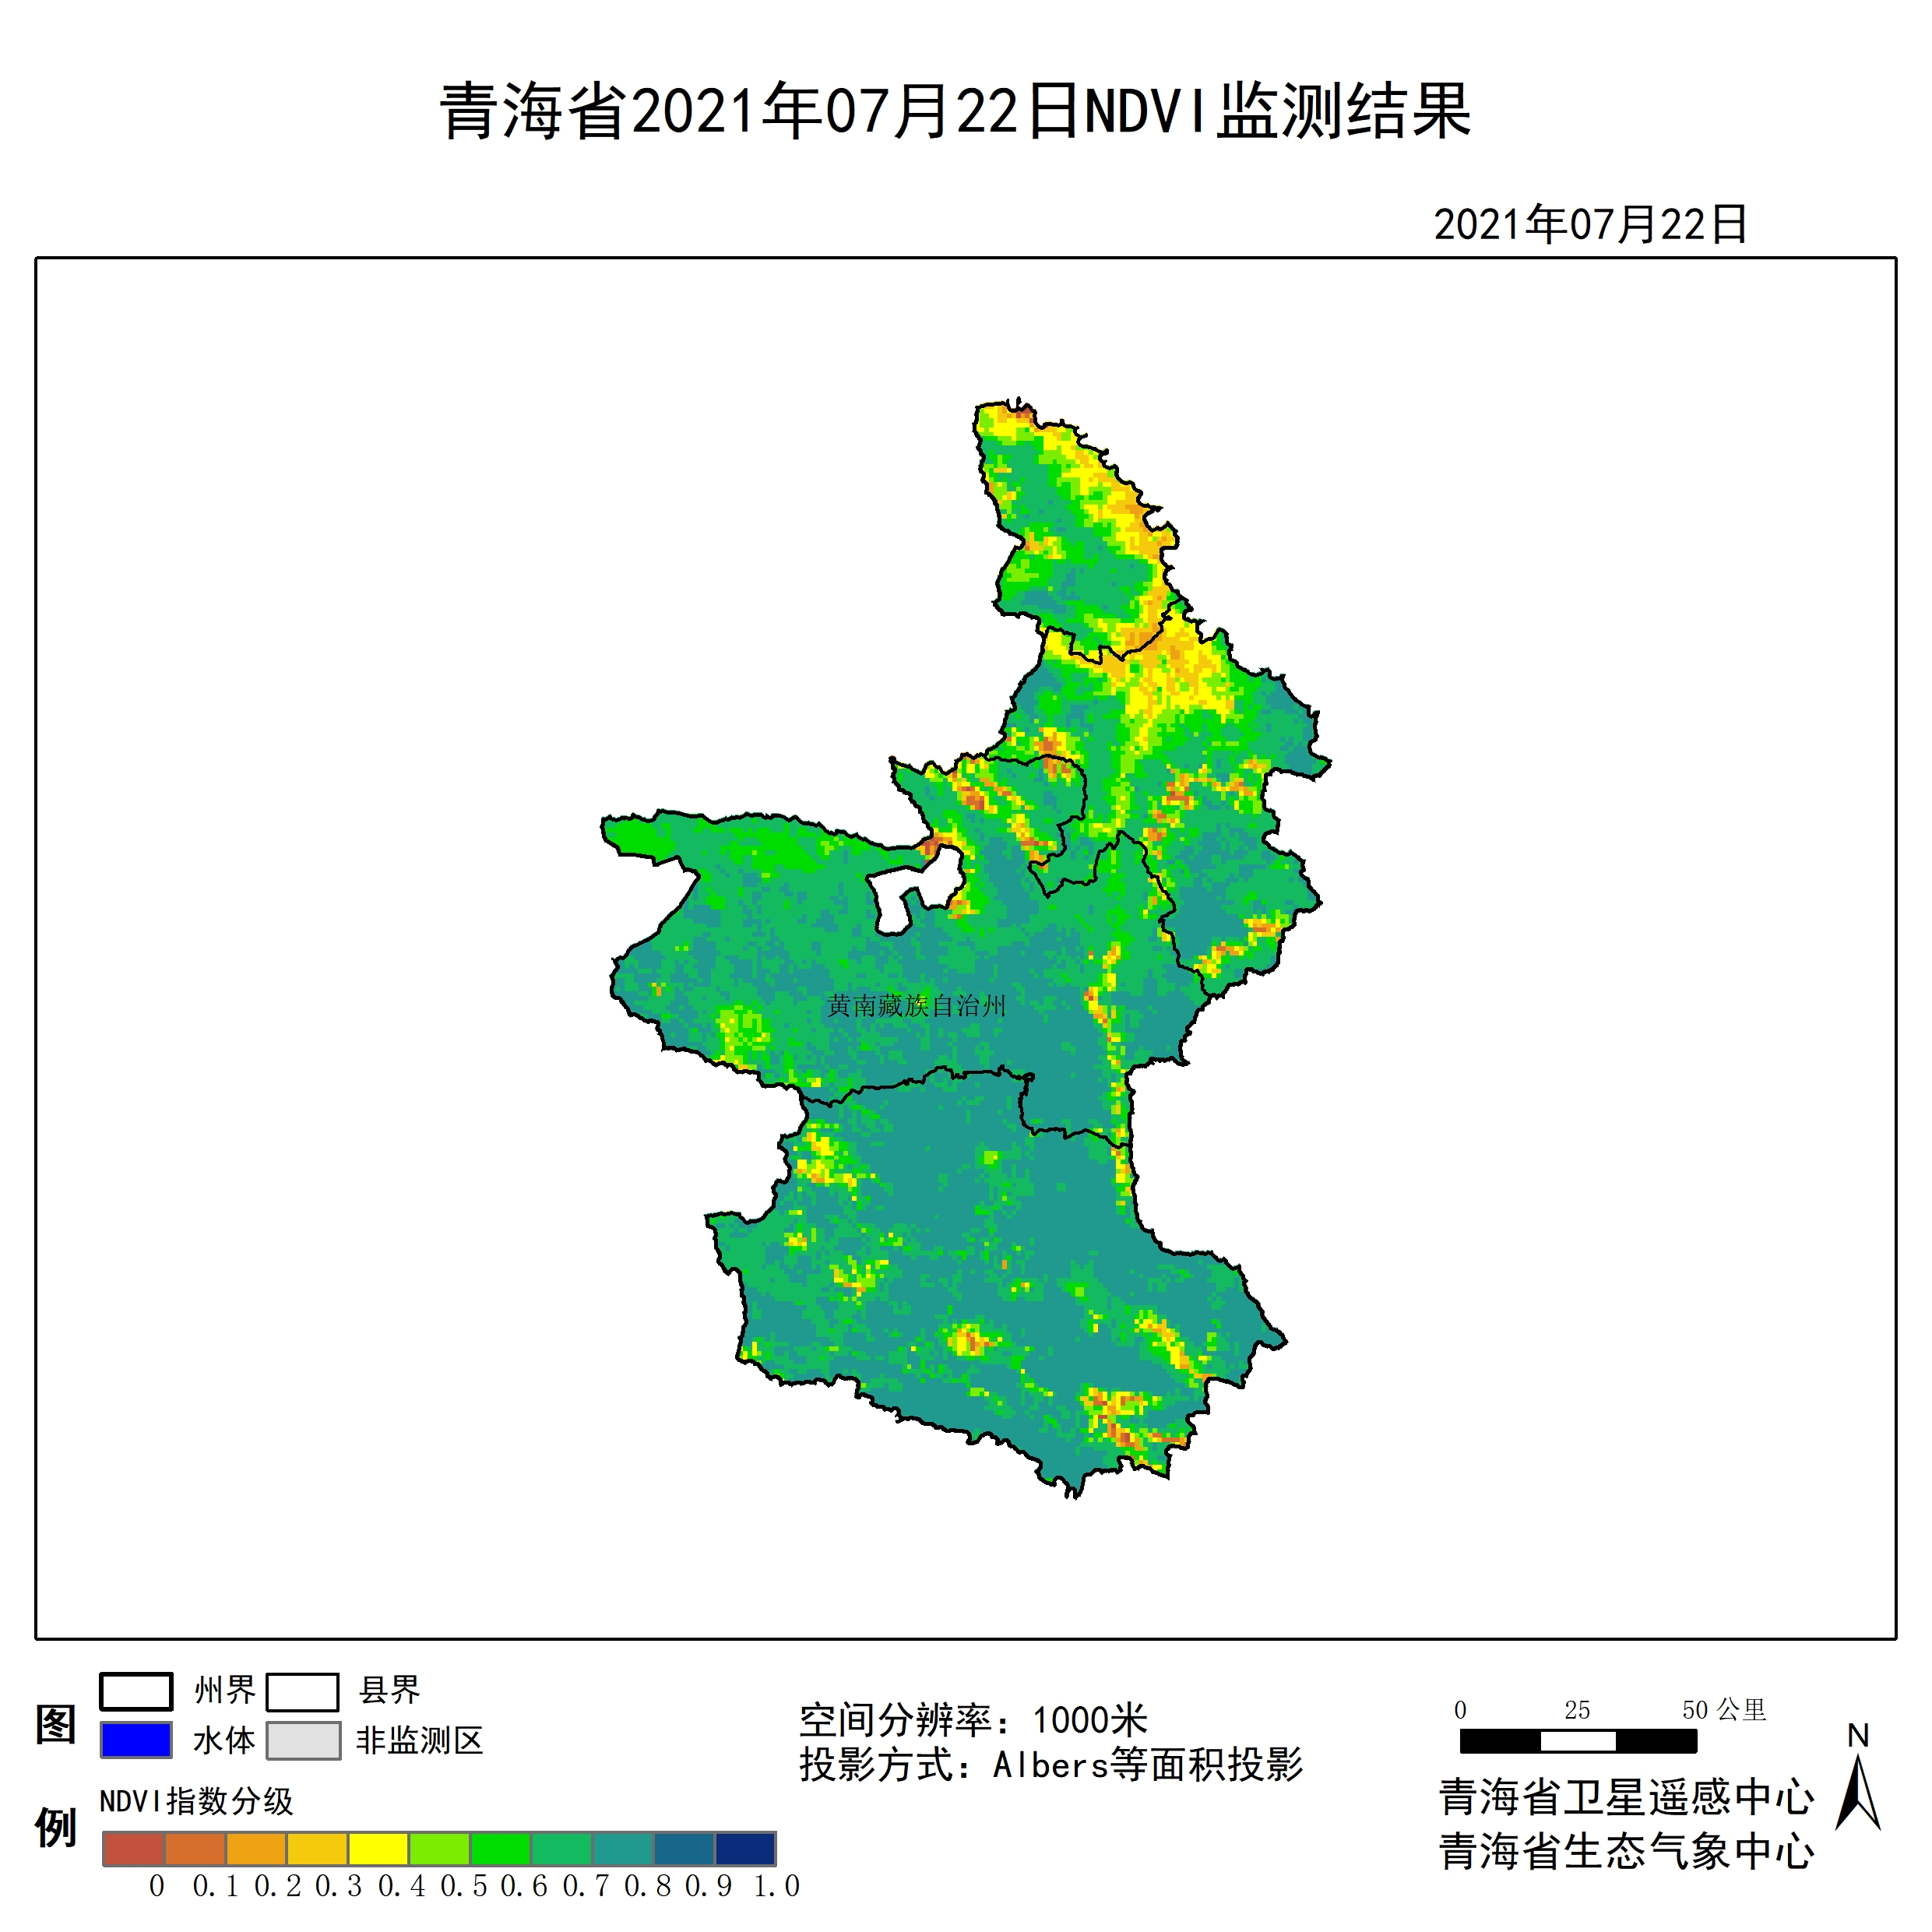 青海省2021年07月22日NDVI监测结果
2021年07月22日
黄南藏族自治州
图例
州界
县界
水体
非监测区
NDVI指数分级
0 0.1 0.2 0.3 0.4 0.5 0.6 0.7 0.8 0.9 1.0
空间分辨率：1000米
投影方式：Albers等面积投影
0 25 50 公里
N
青海省卫星遥感中心
青海省生态气象中心